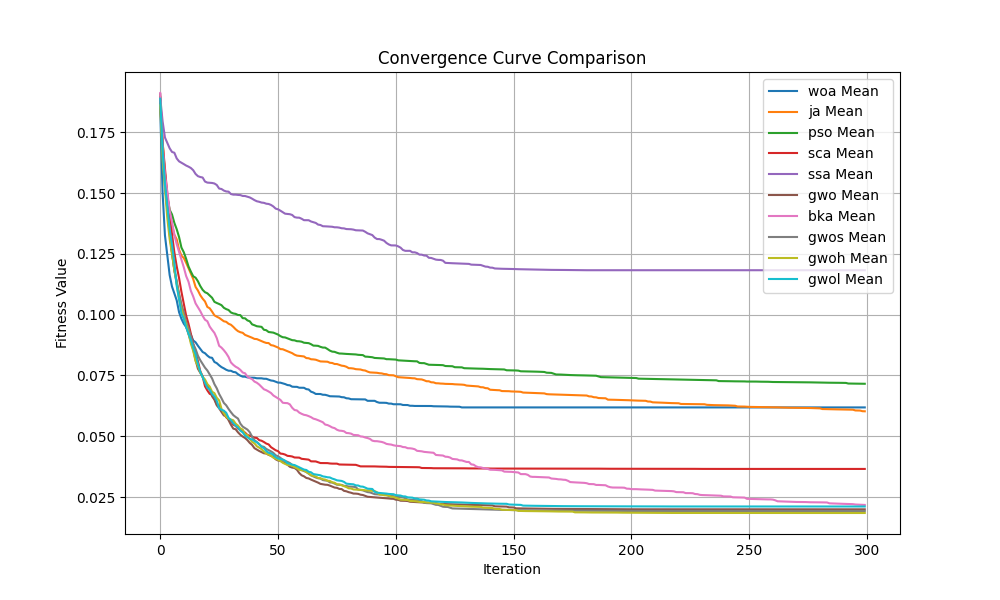 Convergence Curve Comparison
woa Mean
ja Mean
pso Mean
sca Mean
ssa Mean
gwo Mean
bka Mean
gwos Mean
gwoh Mean
gwol Mean
Fitness Value
0.175
0.150
0.125
0.100
0.075
0.050
0.025
0 50 100 150 200 250 300
Iteration